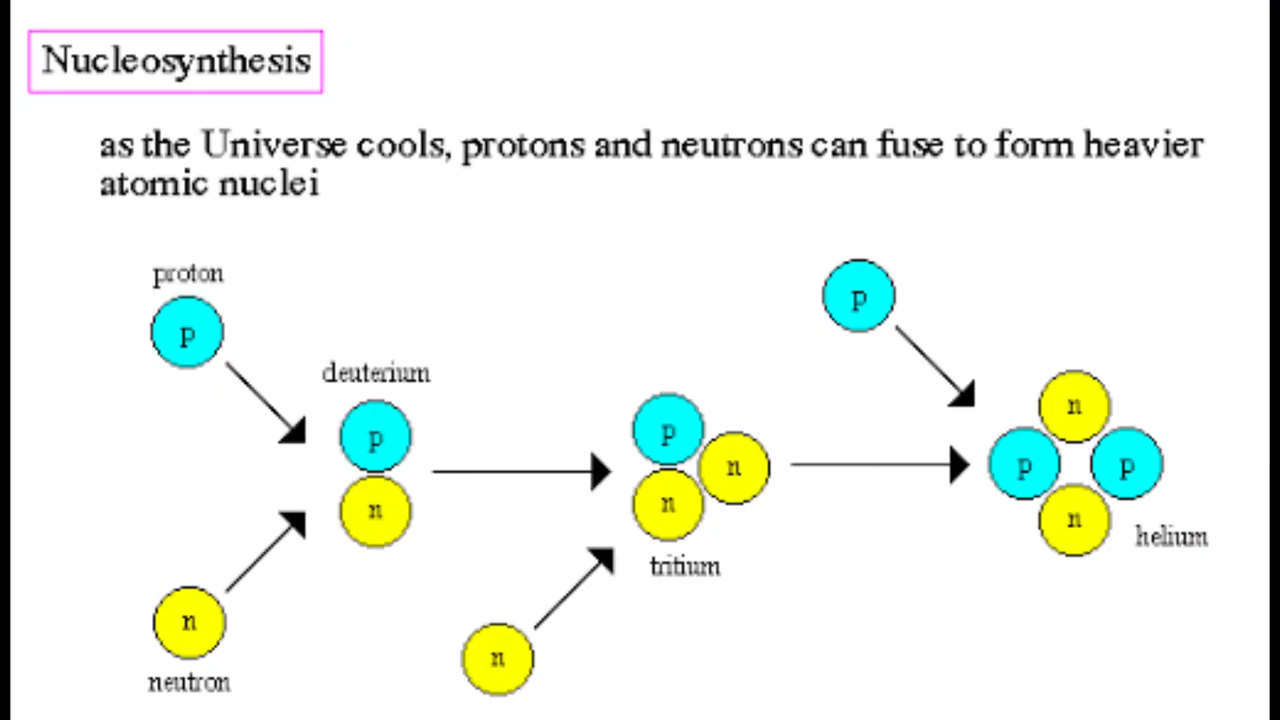 Nucleosynthesis
as the Universe cools, protons and neutrons can fuse to form heavier
atomic nuclei
proton
p
deuterium
p
n
n
neutron
p
n
n
tritium
n
p
n
p
p
n
helium